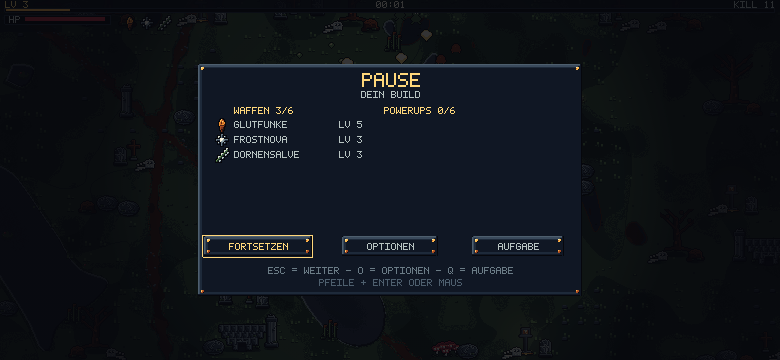 LV 3 00:01 KILL 11
HP
PAUSE
DEIN BUILD
WAFFEN 3/6 POWERUPS 0/6
GLUTFUNKE LV 5
FROSTNOVA LV 3
DORNENSALVE LV 3
FORTSETZEN OPTIONEN AUFGABE
ESC = WEITER - O = OPTIONEN - Q = AUFGABE
PFEILE + ENTER ODER MAUS